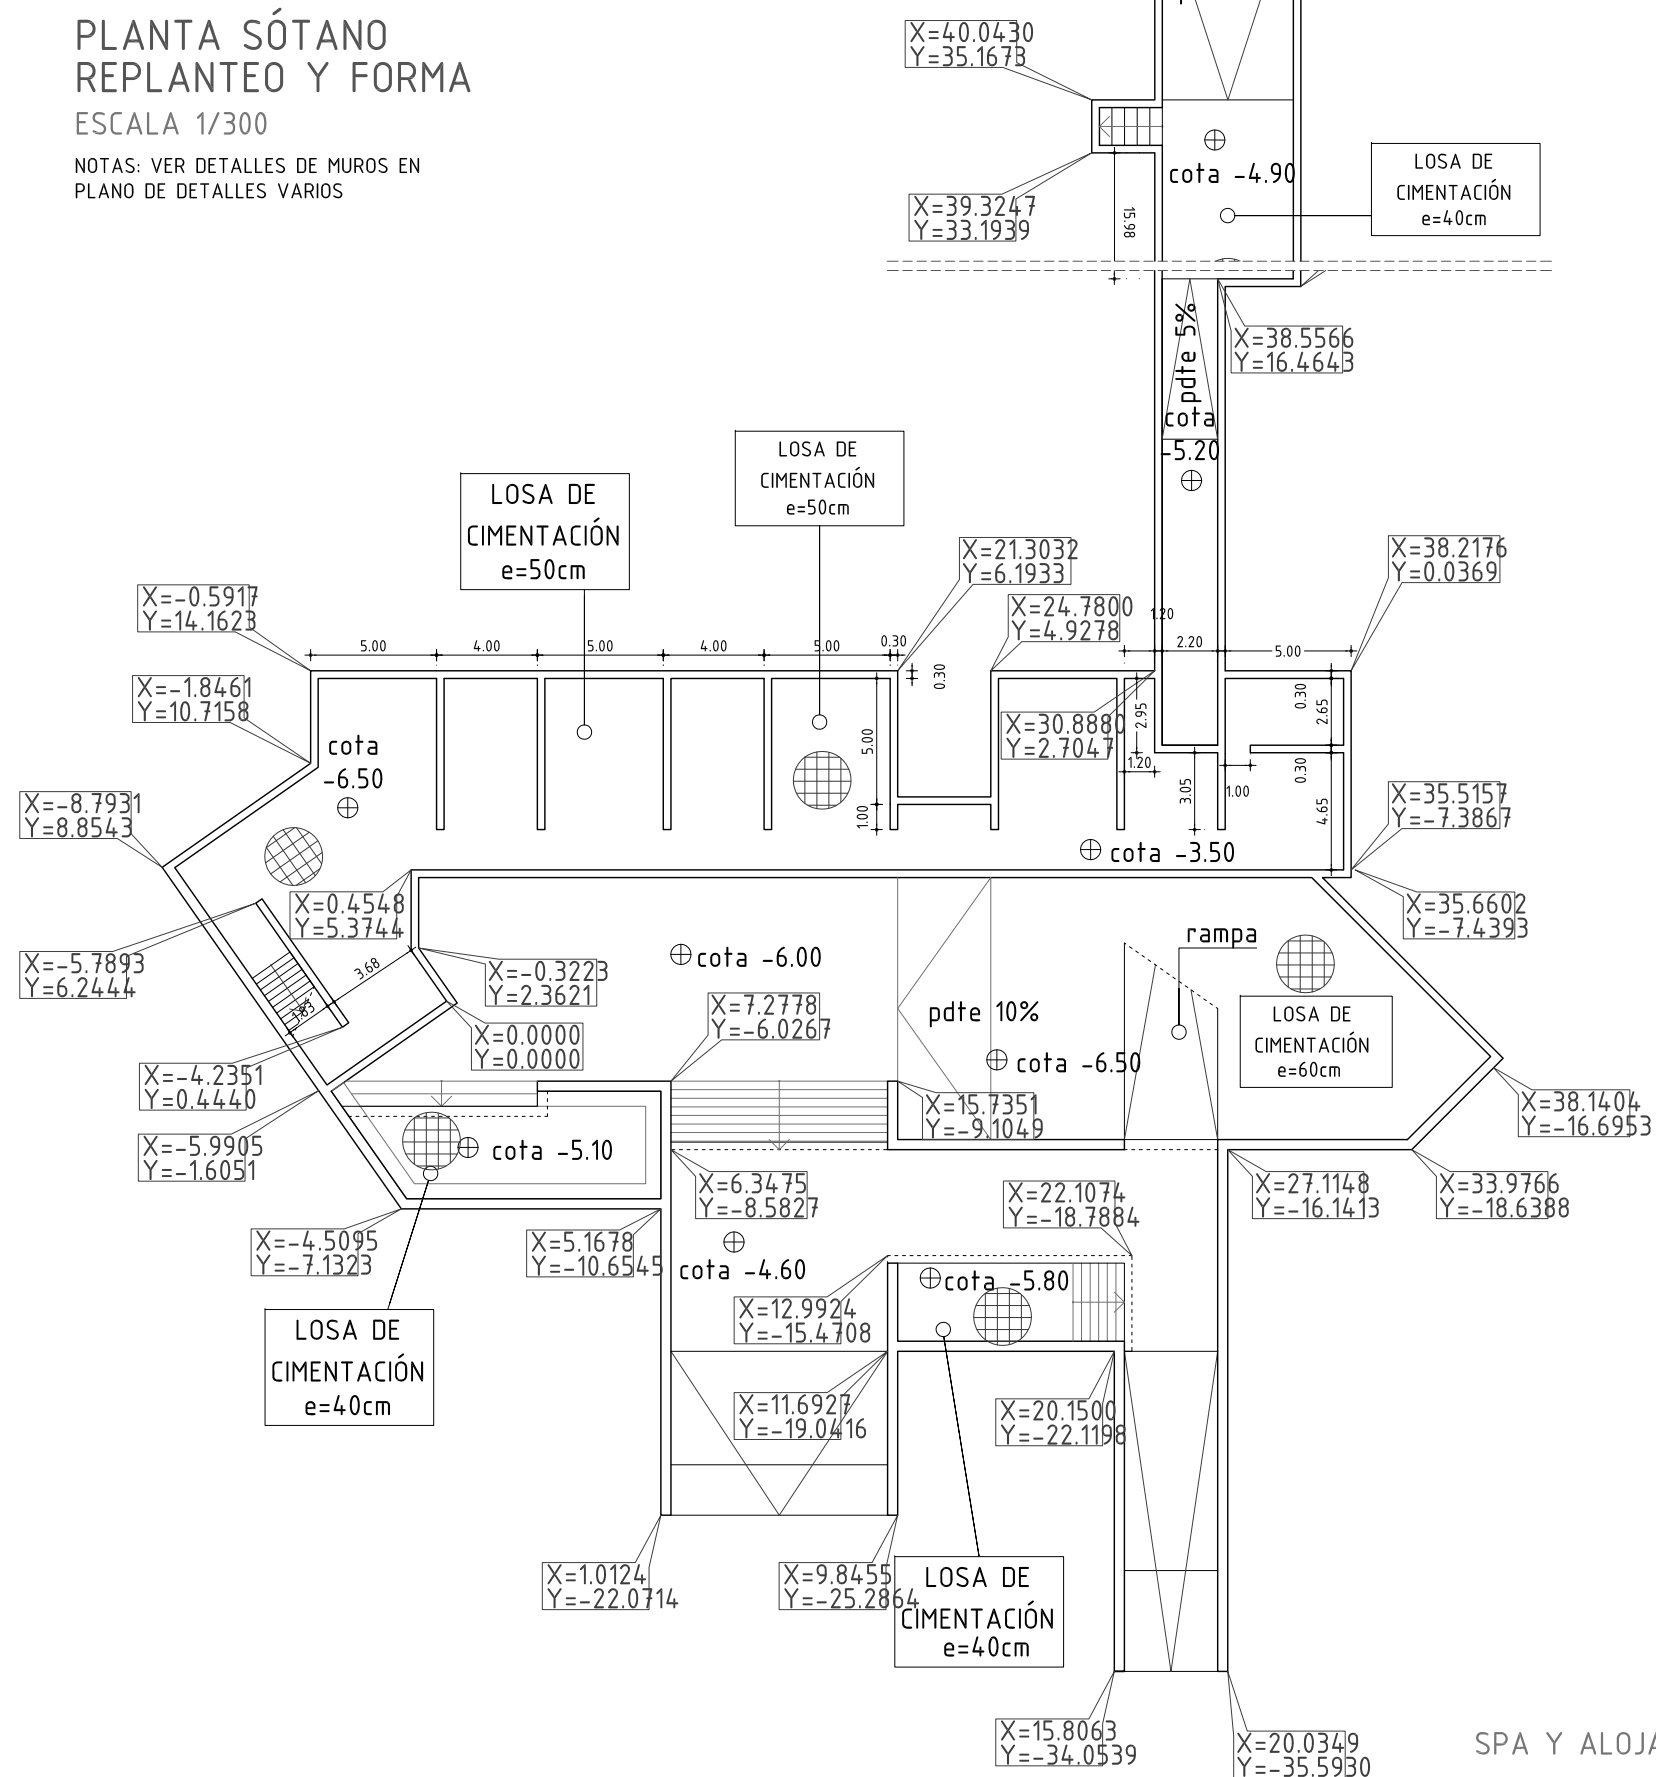 PLANTA SÓTANO
REPLANTEO Y FORMA
ESCALA 1/300
NOTAS: VER DETALLES DE MUROS EN
PLANO DE DETALLES VARIOS
X=40.0430
Y=35.1673
cota -4.90
LOSA DE
CIMENTACIÓN
e=40cm
X=39.3247
Y=33.1939
15.98
pdte 5%
X=38.5566
Y=16.4643
cota
-5.20
LOSA DE
CIMENTACIÓN
e=50cm
LOSA DE
CIMENTACIÓN
e=50cm
X=21.3032
Y=6.1933
X=38.2176
Y=0.0369
X=-0.5917
Y=14.1623
X=24.7800
Y=4.9278
1.20
5.00
4.00
5.00
4.00
5.00
0.30
2.20
5.00
0.30
X=-1.8461
Y=10.7158
0.30
2.65
2.95
X=30.8880
Y=2.7047
cota
-6.50
5.00
1.20
0.30
3.05
1.00
1.00
4.65
X=-8.7931
Y=8.8543
X=35.5157
Y=-7.3867
cota -3.50
X=0.4548
Y=5.3744
X=35.6602
Y=-7.4393
rampa
cota -6.00
X=-5.7893
Y=6.2444
3.68
X=-0.3223
Y=2.3621
1.63
X=7.2778
Y=-6.0267
pdte 10%
LOSA DE
CIMENTACIÓN
e=60cm
X=0.0000
Y=0.0000
cota -6.50
X=-4.2351
Y=0.4440
X=15.7351
Y=-9.1049
X=38.1404
Y=-16.6953
X=-5.9905
Y=-1.6051
cota -5.10
X=6.3475
Y=-8.5827
X=22.1074
Y=-18.7884
X=27.1148
Y=-16.1413
X=33.9766
Y=-18.6388
X=-4.5095
Y=-7.1323
X=5.1678
Y=-10.6545
cota -4.60
cota -5.80
X=12.9924
Y=-15.4708
LOSA DE
CIMENTACIÓN
e=40cm
X=11.6927
Y=-19.0416
X=20.1500
Y=-22.1198
X=1.0124
Y=-22.0714
X=9.8455
Y=-25.2864
LOSA DE
CIMENTACIÓN
e=40cm
X=15.8063
Y=-34.0539
X=20.0349
Y=-35.5930
SPA Y ALOJA